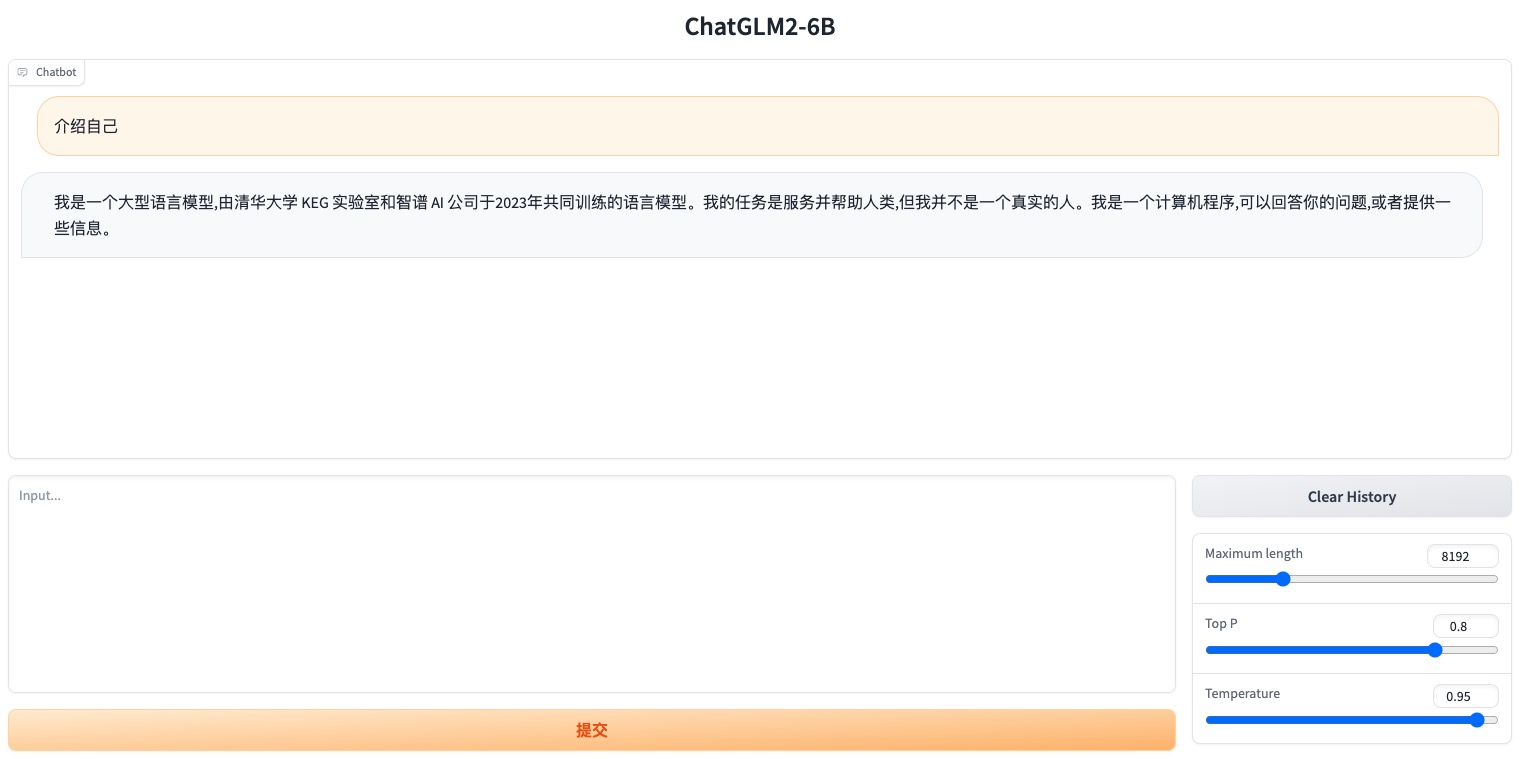 ChatGLM2-6B
Chatbot
介绍自己
我是一个大型语言模型,由清华大学 KEG 实验室和智谱 AI 公司于2023年共同训练的语言模型。我的任务是服务并帮助人类,但我并不是一个真实的人。我是一个计算机程序,可以回答你的问题,或者提供一
些信息。
Input...
Clear History
Maximum length
8192
Top P
0.8
Temperature
0.95
提交